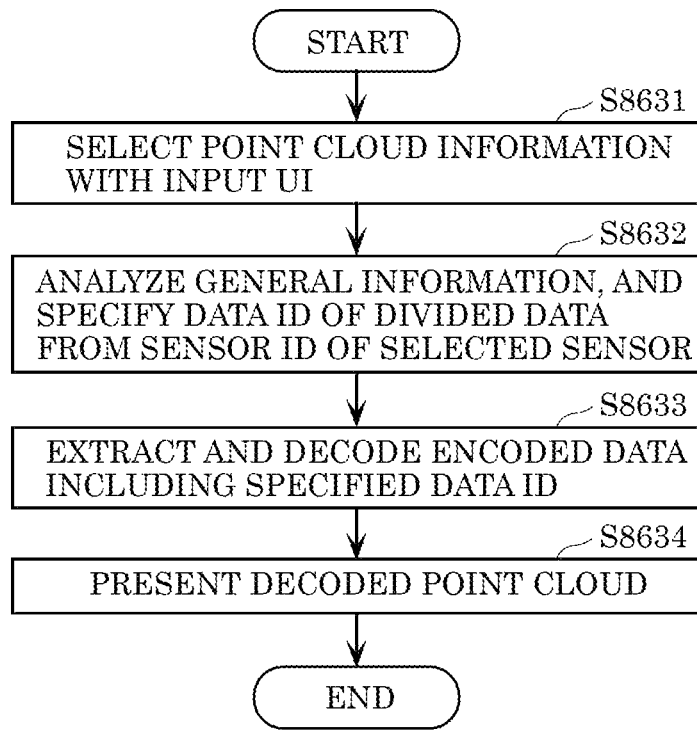 START
S8631
SELECT POINT CLOUD INFORMATION
WITH INPUT UI
S8632
ANALYZE GENERAL INFORMATION, AND
SPECIFY DATA ID OF DIVIDED DATA
FROM SENSOR ID OF SELECTED SENSOR
S8633
EXTRACT AND DECODE ENCODED DATA
INCLUDING SPECIFIED DATA ID
S8634
PRESENT DECODED POINT CLOUD
END